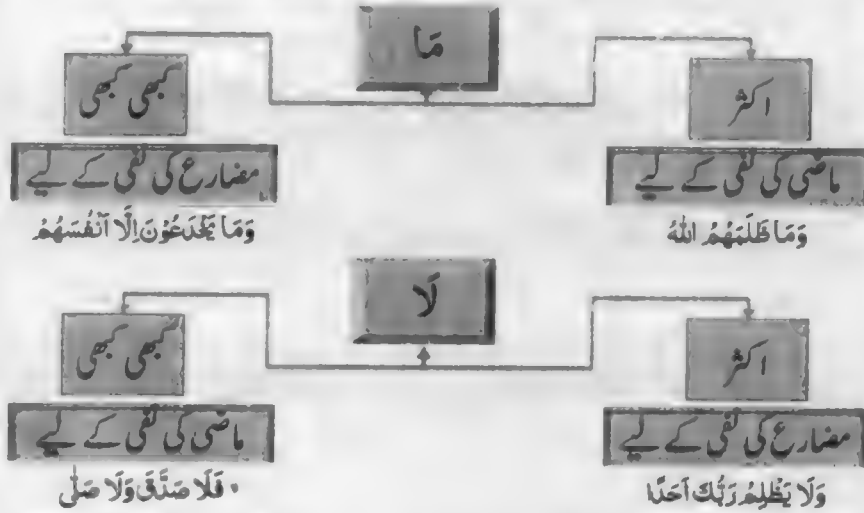 مَا
اکثر
کبھی کبھی
ماضی کی نفی کے لیے
مضارع کی نفی کے لیے
وَمَا ظَلَمَهُمُ اللّٰهُ
وَمَا يَخْدَعُوْنَ اِلَّا اَنْفُسَهُمْ
لَا
اکثر
کبھی کبھی
مضارع کی نفی کے لیے
ماضی کی نفی کے لیے
وَلَا يَظْلِمُ رَبُّكَ اَحَدًا
فَلَا صَدَّقَ وَلَا صَلّٰى